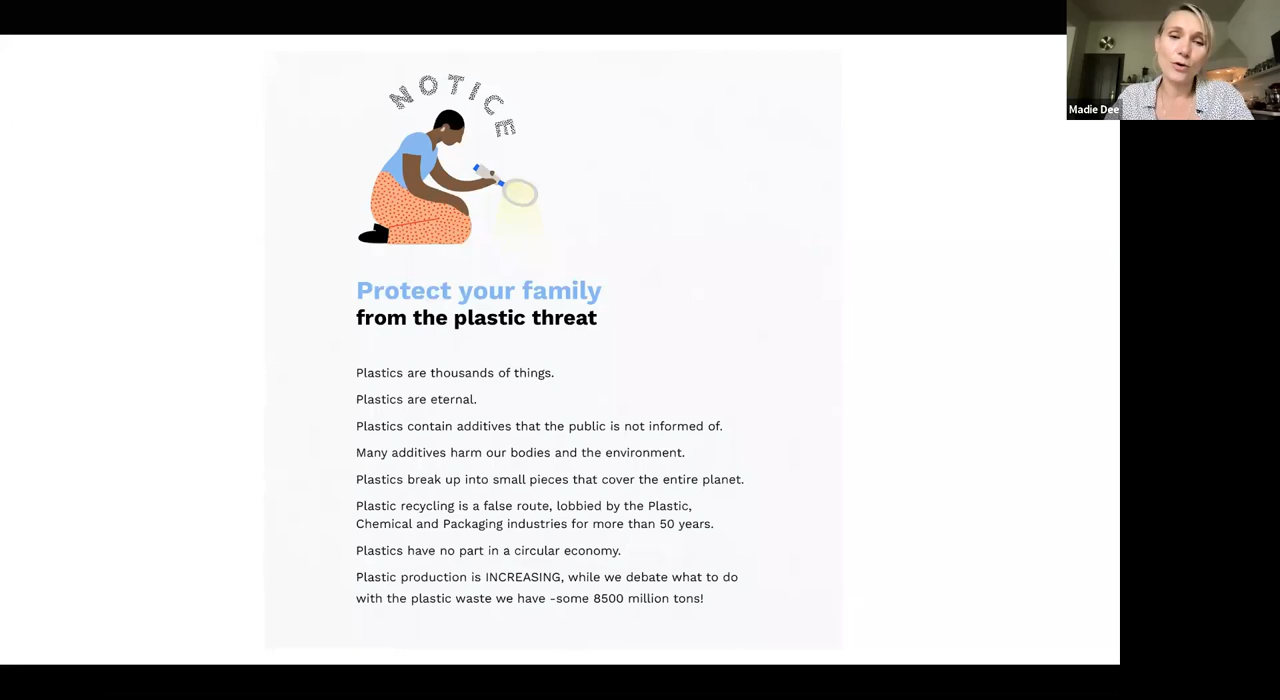 NOTICE
Madie Dee
Protect your family
from the plastic threat
Plastics are thousands of things.
Plastics are eternal.
Plastics contain additives that the public is not informed of.
Many additives harm our bodies and the environment.
Plastics break up into small pieces that cover the entire planet.
Plastic recycling is a false route, lobbied by the Plastic,
Chemical and Packaging industries for more than 50 years.
Plastics have no part in a circular economy.
Plastic production is INCREASING, while we debate what to do
with the plastic waste we have -some 8500 million tons!